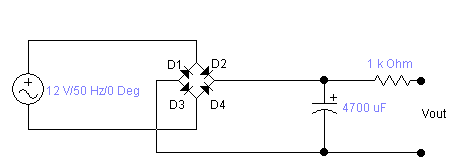 D1 D2
1 k Ohm
12 V/50 Hz/0 Deg
D3 D4
+
4700 uF
Vout